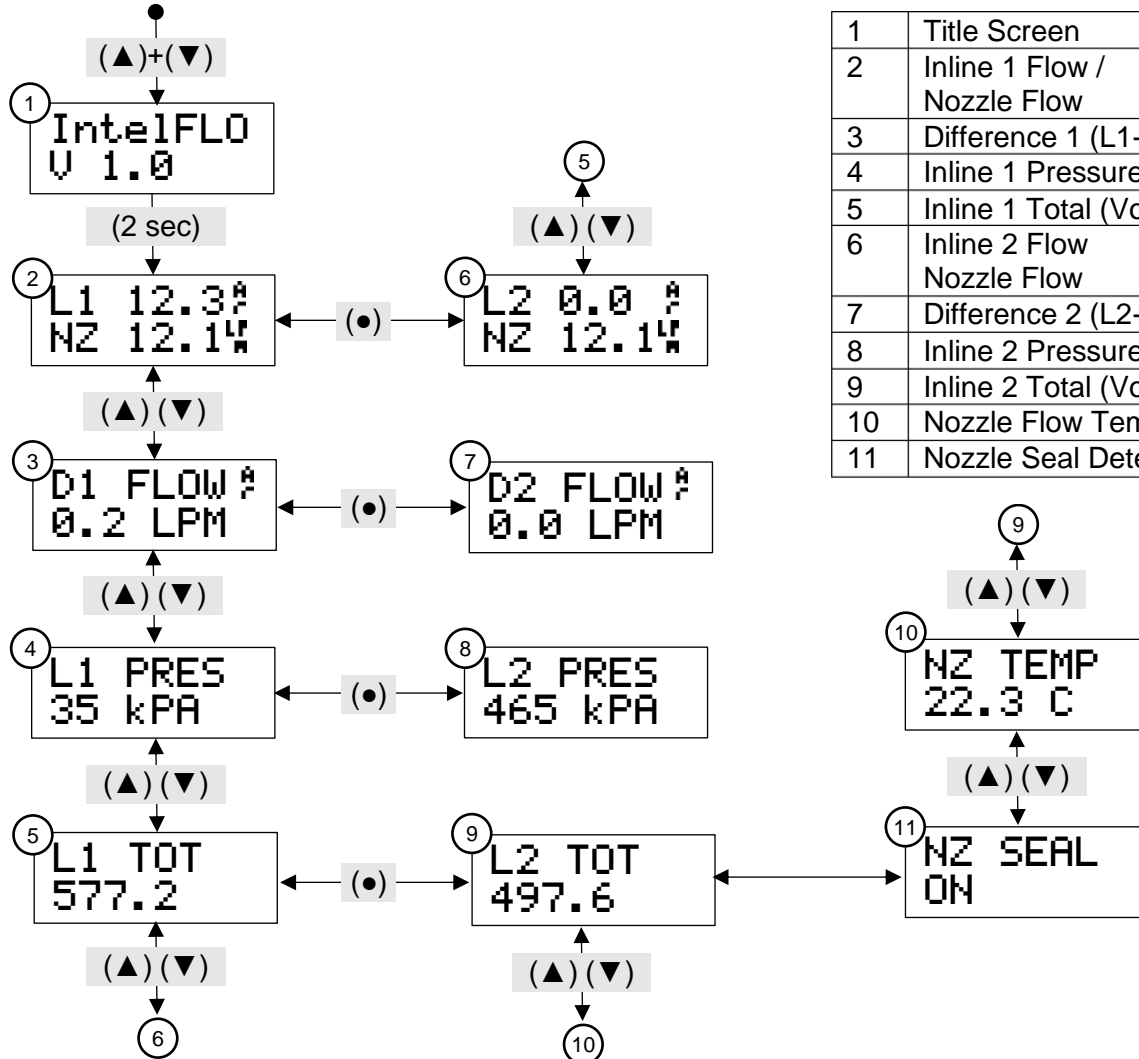 (▲)+(▼)
1
IntelFLO
V 1.0
(2 sec)
2
L1 12.3
NZ 12.1
(●)
5
(▲)(▼)
6
L2 0.0
NZ 12.1
(▲)(▼)
3
D1 FLOW
0.2 LPM
(●)
7
D2 FLOW
0.0 LPM
(▲)(▼)
4
L1 PRES
35 kPA
(●)
8
L2 PRES
465 kPA
(▲)(▼)
5
L1 TOT
577.2
(●)
9
L2 TOT
497.6
(▲)(▼)
6
(▲)(▼)
10
1 Title Screen
2 Inline 1 Flow /
Nozzle Flow
3 Difference 1 (L1-
4 Inline 1 Pressure
5 Inline 1 Total (Vo
6 Inline 2 Flow
Nozzle Flow
7 Difference 2 (L2-
8 Inline 2 Pressure
9 Inline 2 Total (Vo
10 Nozzle Flow Tem
11 Nozzle Seal Dete
9
(▲)(▼)
10
NZ TEMP
22.3 C
(▲)(▼)
11
NZ SEAL
ON